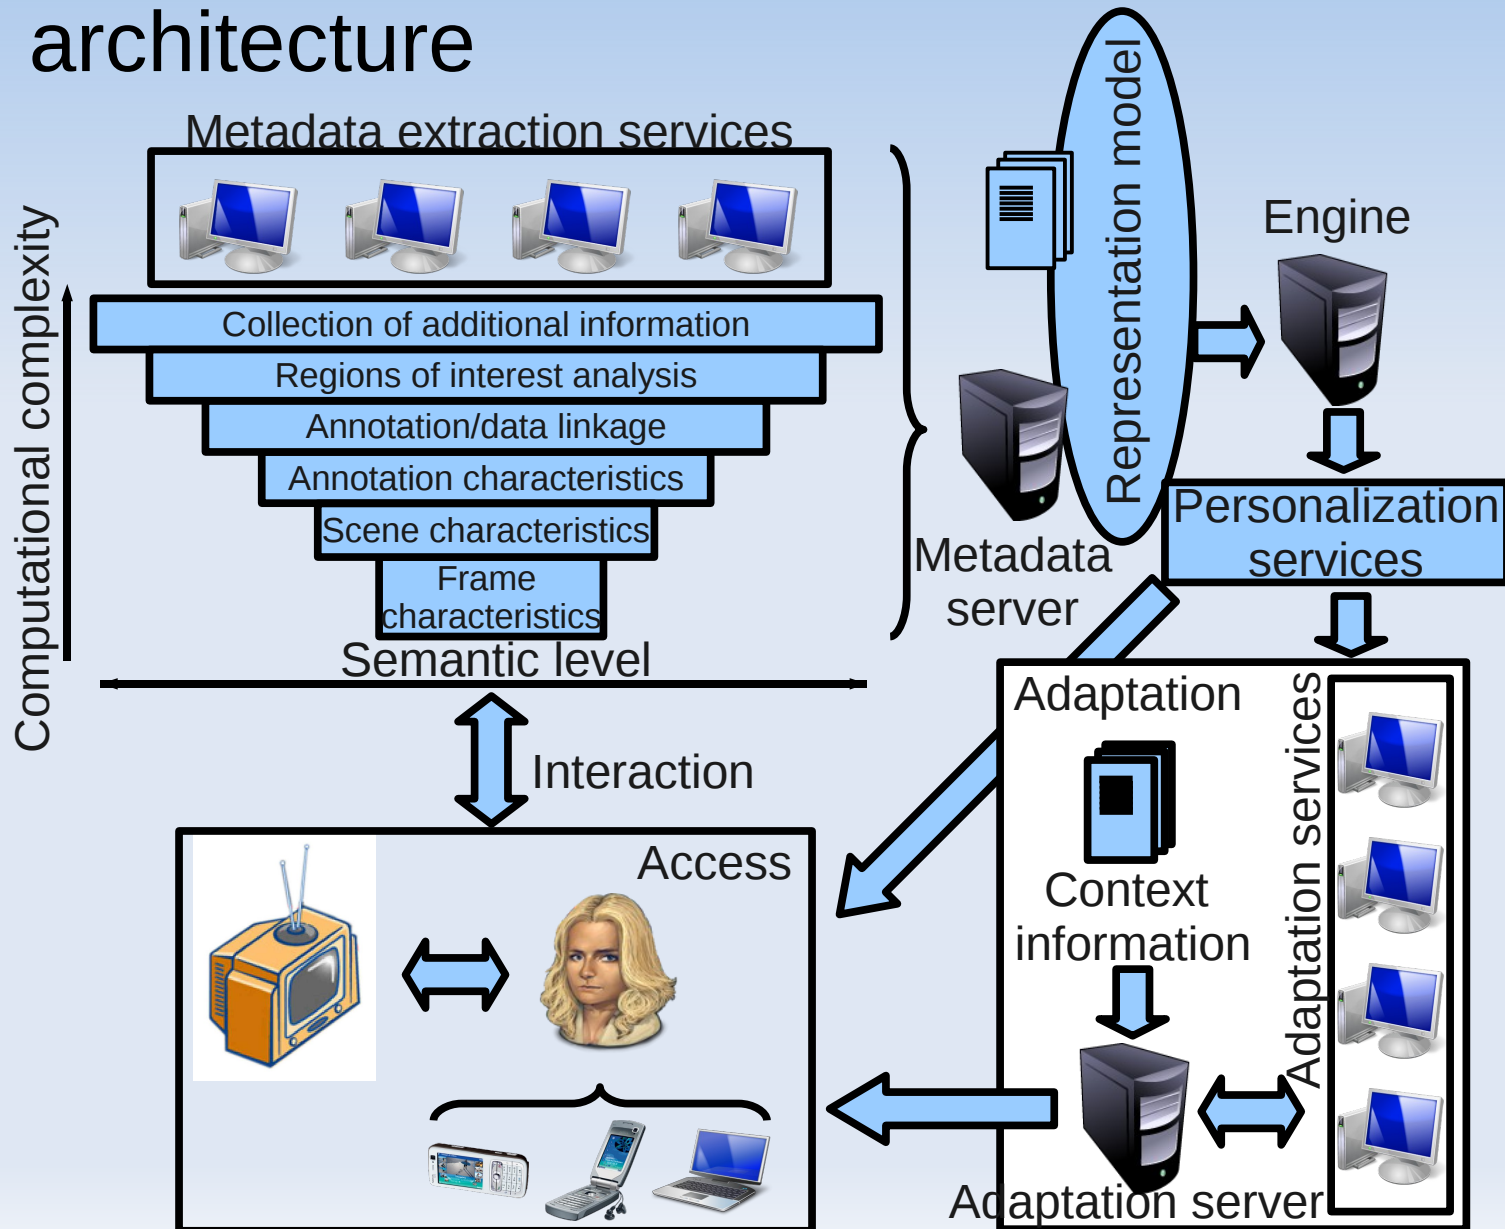 architecture
Metadata extraction services
Computational complexity
Collection of additional information
Regions of interest analysis
Annotation/data linkage
Annotation characteristics
Scene characteristics
Frame
characteristics
Semantic level
Interaction
Representation model
Metadata
server
Engine
Personalization
services
Access
Adaptation
Context
information
Adaptation services
Adaptation server